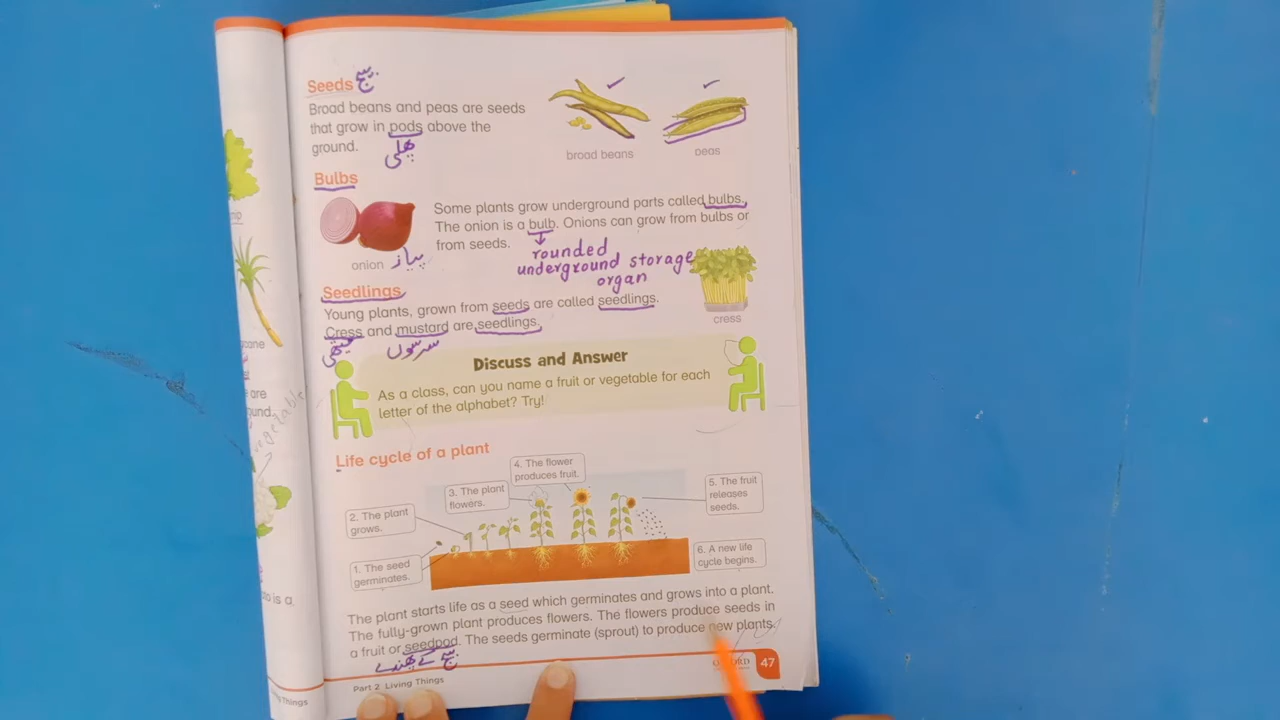 Seeds بیج
Broad beans and peas are seeds
that grow in pods above the
ground.
پھلی
broad beans
peas
Bulbs
Some plants grow underground parts called bulbs.
The onion is a bulb. Onions can grow from bulbs or
from seeds.
rounded
underground storage
organ
onion پیاز
Seedlings
Young plants, grown from seeds are called seedlings.
Cress and mustard are seedlings.
سرسوں
cress
Discuss and Answer
As a class, can you name a fruit or vegetable for each
letter of the alphabet? Try!
Life cycle of a plant
4. The flower
produces fruit.
3. The plant
flowers.
5. The fruit
releases
seeds.
2. The plant
grows.
1. The seed
germinates.
6. A new life
cycle begins.
The plant starts life as a seed which germinates and grows into a plant.
The fully-grown plant produces flowers. The flowers produce seeds in
a fruit or seedpod. The seeds germinate (sprout) to produce new plants.
بیج کے
OXFORD
47
Part 2 Living Things
are
vegetable